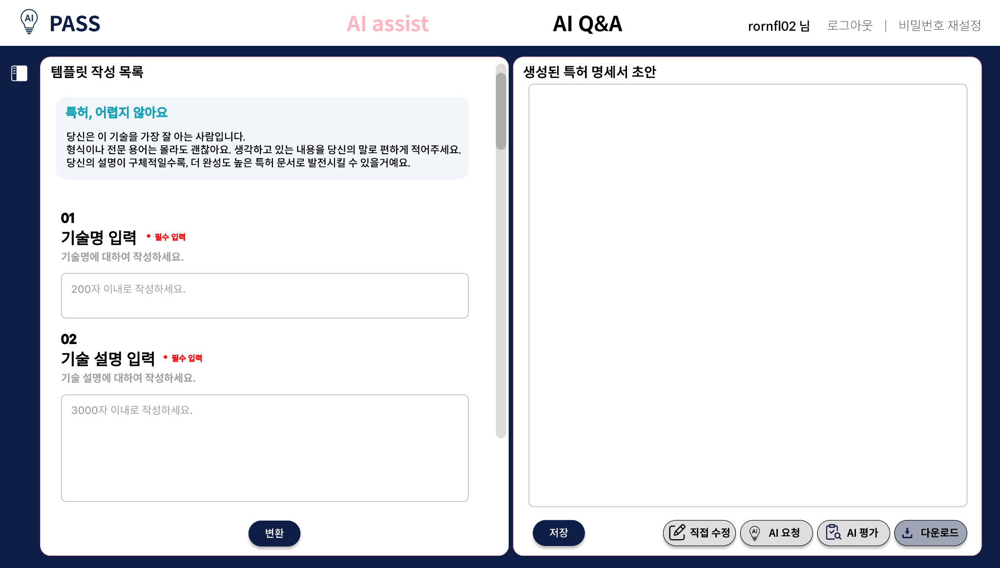 AI PASS
AI assist
AI Q&A
rornfl02 님
로그아웃 | 비밀번호 재설정
템플릿 작성 목록
특허, 어렵지 않아요
당신은 이 기술을 가장 잘 아는 사람입니다.
형식이나 전문 용어는 몰라도 괜찮아요. 생각하고 있는 내용을 당신의 말로 편하게 적어주세요.
당신의 설명이 구체적일수록, 더 완성도 높은 특허 문서로 발전시킬 수 있을거예요.
01
기술명 입력 * 필수 입력
기술명에 대하여 작성하세요.
200자 이내로 작성하세요.
02
기술 설명 입력 * 필수 입력
기술 설명에 대하여 작성하세요.
3000자 이내로 작성하세요.
변환
생성된 특허 명세서 초안
저장
직접 수정
AI AI 요청
AI 평가
다운로드